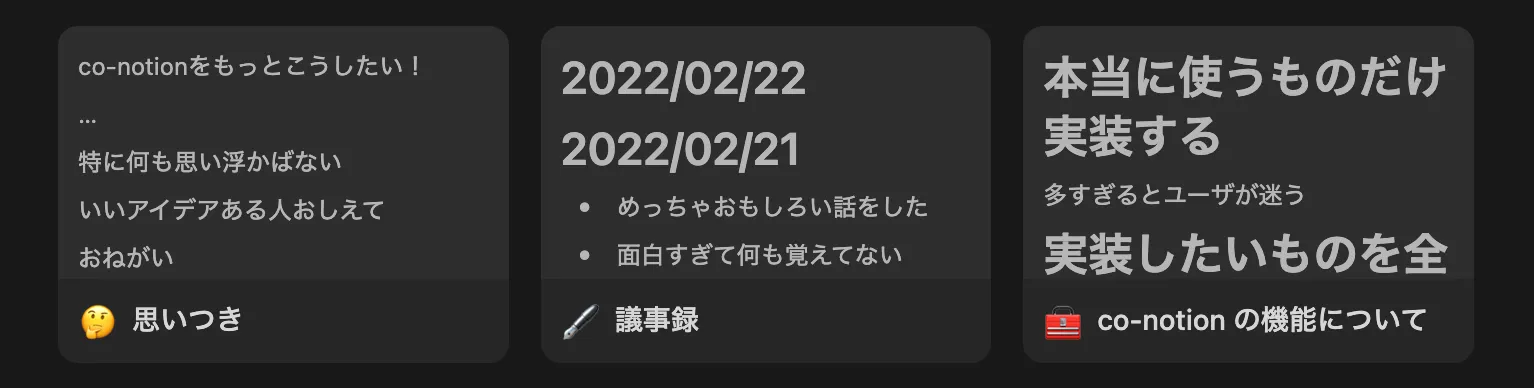 co-notionをもっとこうしたい！
...
特に何も思い浮かばない
いいアイデアある人おしえて
おねがい
🤔 思いつき
2022/02/22
2022/02/21
• めっちゃおもしろい話をした
• 面白すぎて何も覚えてない
🖋️ 議事録
本当に使うものだけ
実装する
多すぎるとユーザが迷う
実装したいものを全
🧰 co-notion の機能について